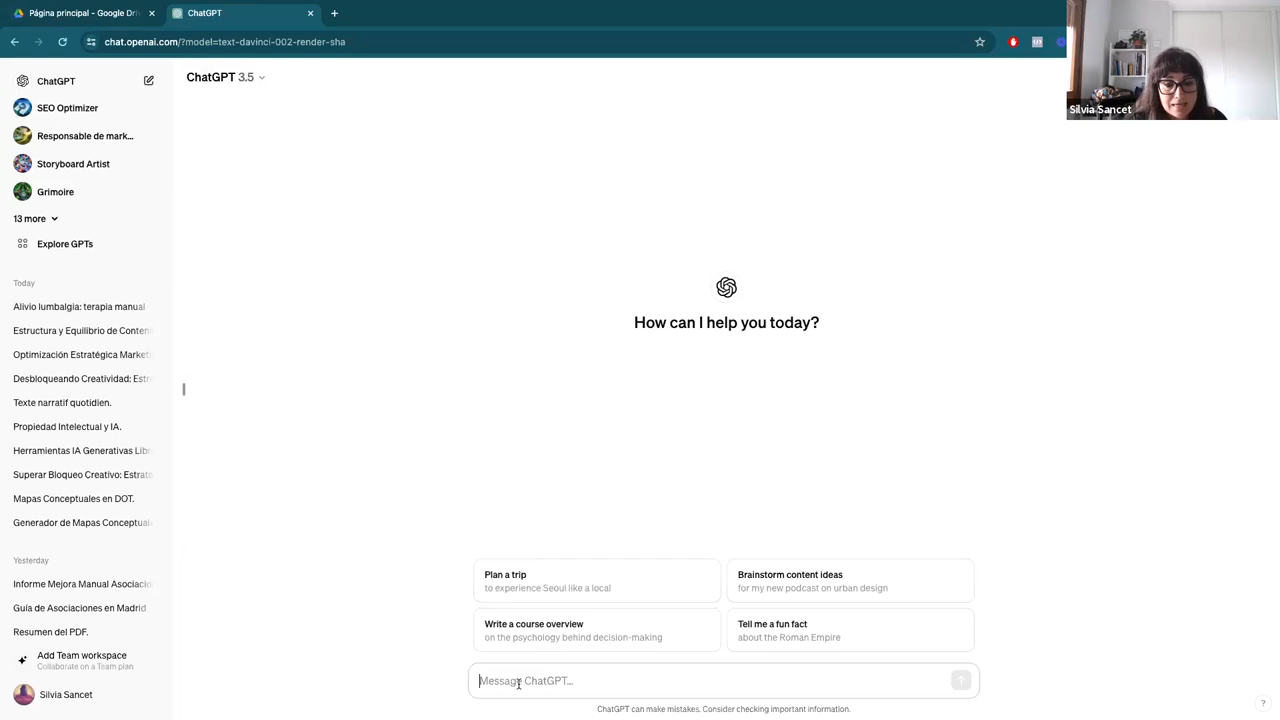 Página principal - Google Dri
ChatGPT
chat.openai.com/?model=text-davinci-002-render-sha
Silvia Sancet
ChatGPT
SEO Optimizer
Responsable de mark...
Storyboard Artist
Grimoire
13 more
Explore GPTs
Today
Alivio lumbalgia: terapia manual
Estructura y Equilibrio de Conten
Optimización Estratégica Market
Desbloqueando Creatividad: Estr
Texte narratif quotidien.
Propiedad Intelectual y IA.
Herramientas IA Generativas Libr
Superar Bloqueo Creativo: Estrate
Mapas Conceptuales en DOT.
Generador de Mapas Conceptual
Yesterday
Informe Mejora Manual Asociacio
Guía de Asociaciones en Madrid
Resumen del PDF.
Add Team workspace
Collaborate on a Team plan
Silvia Sancet
ChatGPT 3.5
How can I help you today?
Plan a trip
to experience Seoul like a local
Brainstorm content ideas
for my new podcast on urban design
Write a course overview
on the psychology behind decision-making
Tell me a fun fact
about the Roman Empire
Message ChatGPT...
ChatGPT can make mistakes. Consider checking important information.
?